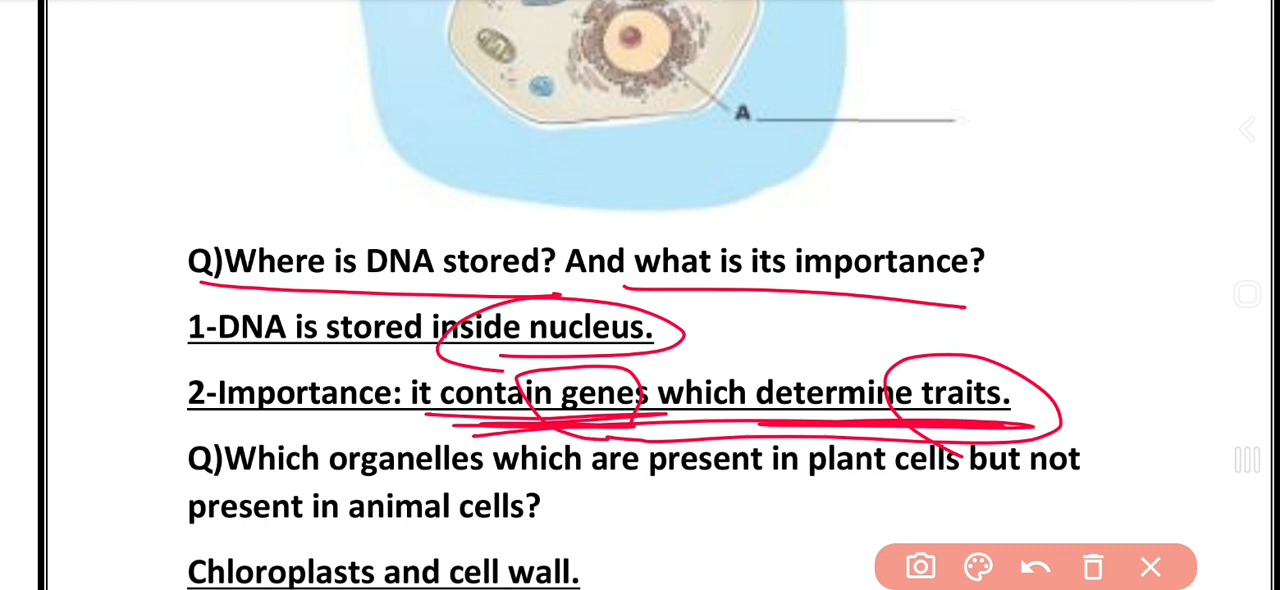 A
Q)Where is DNA stored? And what is its importance?
1-DNA is stored inside nucleus.
2-Importance: it contain genes which determine traits.
Q)Which organelles which are present in plant cells but not
present in animal cells?
Chloroplasts and cell wall.